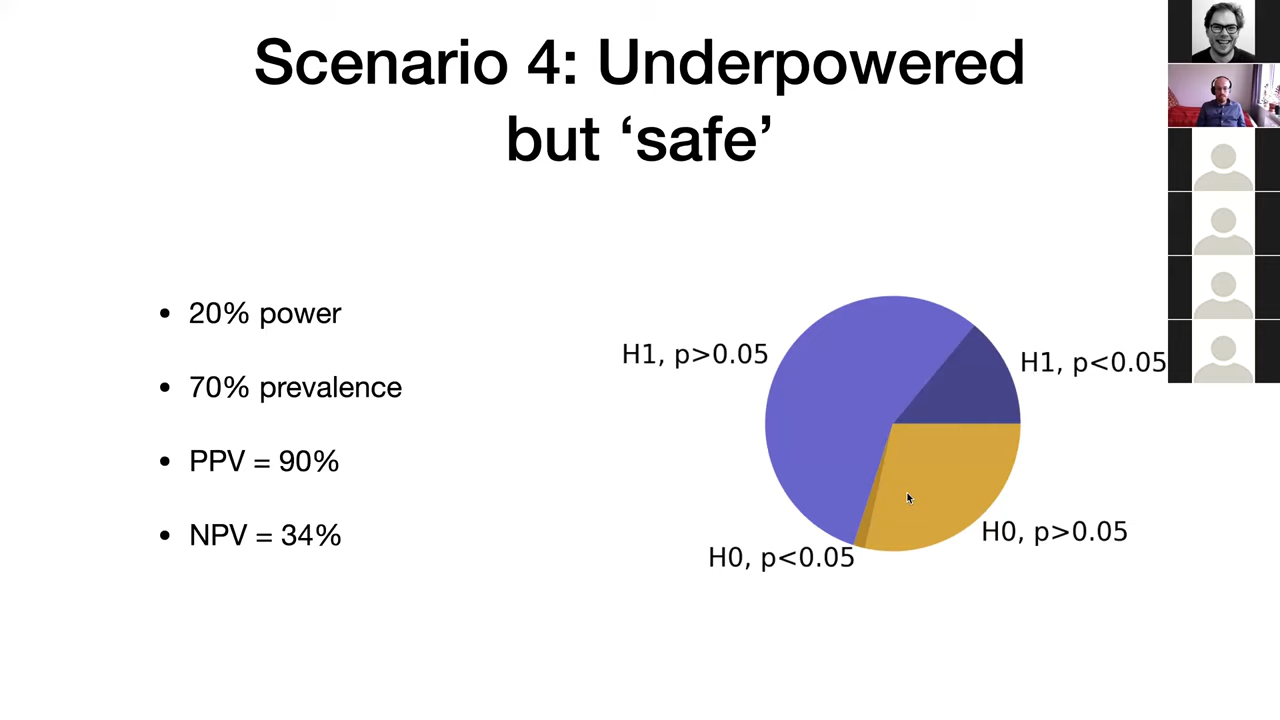 Scenario 4: Underpowered
but ‘safe’
• 20% power
• 70% prevalence
• PPV = 90%
• NPV = 34%
H1, p>0.05
H1, p<0.05
H0, p>0.05
H0, p<0.05